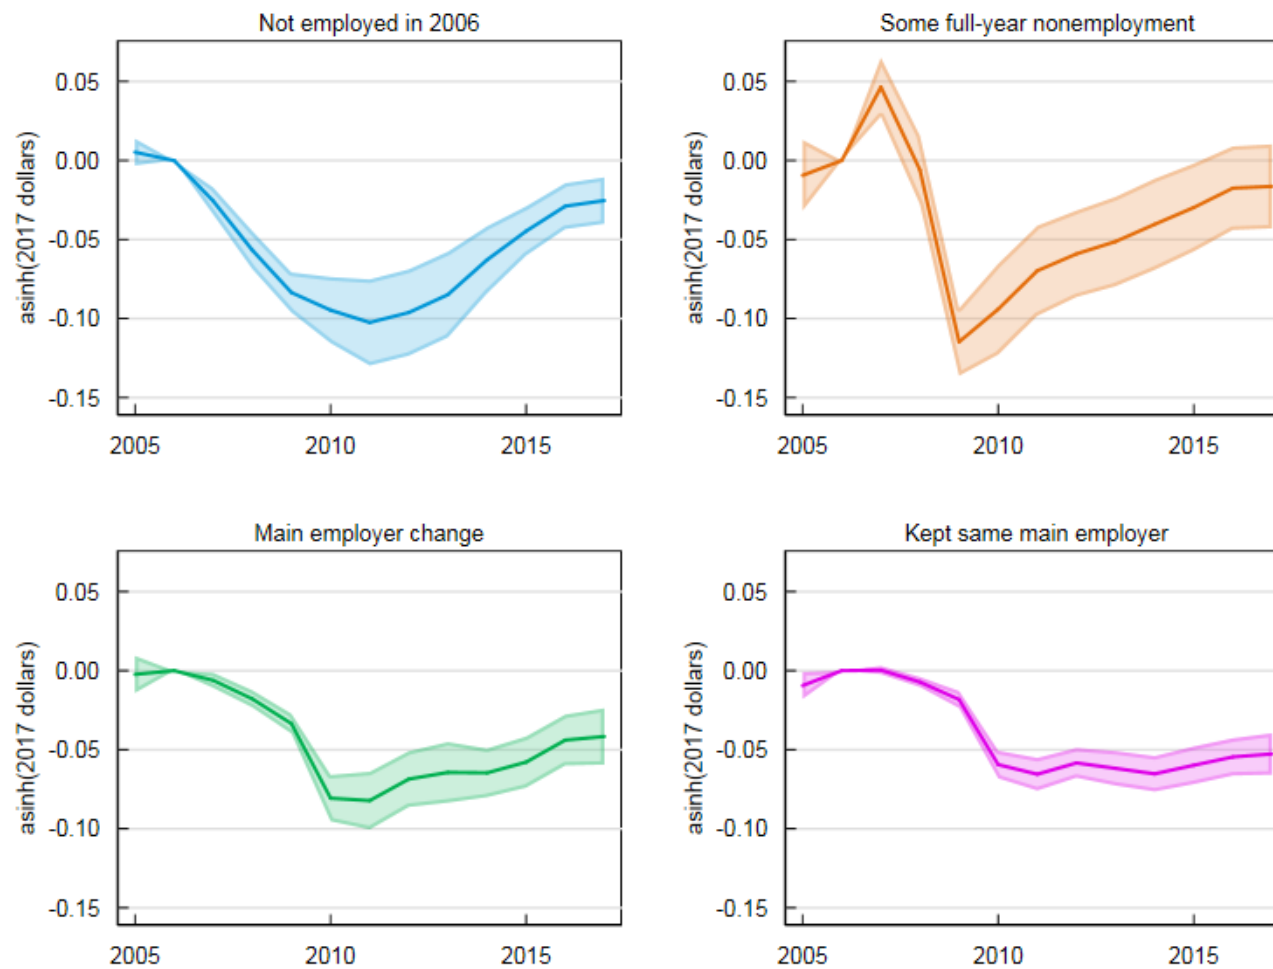 Not employed in 2006
0.05
0.00
-0.05
-0.10
-0.15
asinh(2017 dollars)
2005 2010 2015
Some full-year nonemployment
0.05
0.00
-0.05
-0.10
-0.15
asinh(2017 dollars)
2005 2010 2015
Main employer change
0.05
0.00
-0.05
-0.10
-0.15
asinh(2017 dollars)
2005 2010 2015
Kept same main employer
0.05
0.00
-0.05
-0.10
-0.15
asinh(2017 dollars)
2005 2010 2015